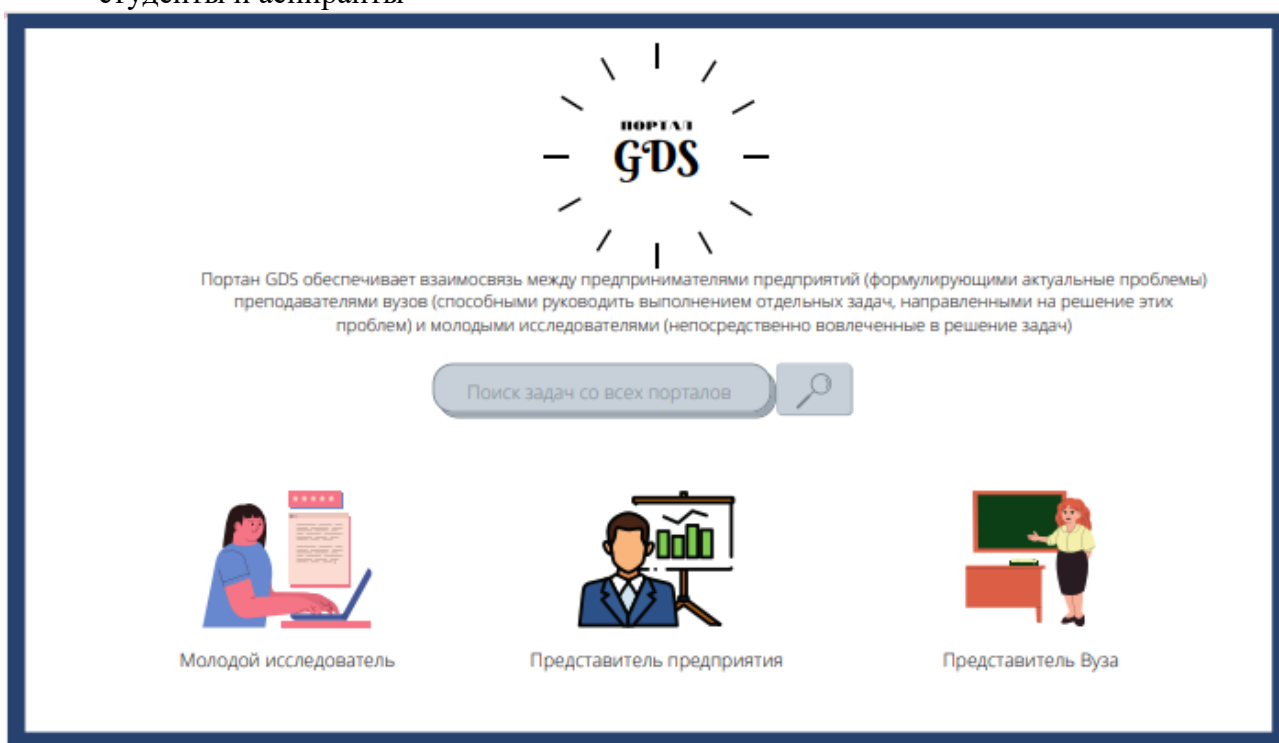 студенты и аспиранты
ПОРТАЛ
GDS
Портан GDS обеспечивает взаимосвязь между предпринимателями предприятий (формулирующими актуальные проблемы)
преподавателями вузов (способными руководить выполнением отдельных задач, направленными на решение этих
проблем) и молодыми исследователями (непосредственно вовлеченные в решение задач)
Поиск задач со всех порталов
Молодой исследователь
Представитель предприятия
Представитель Вуза